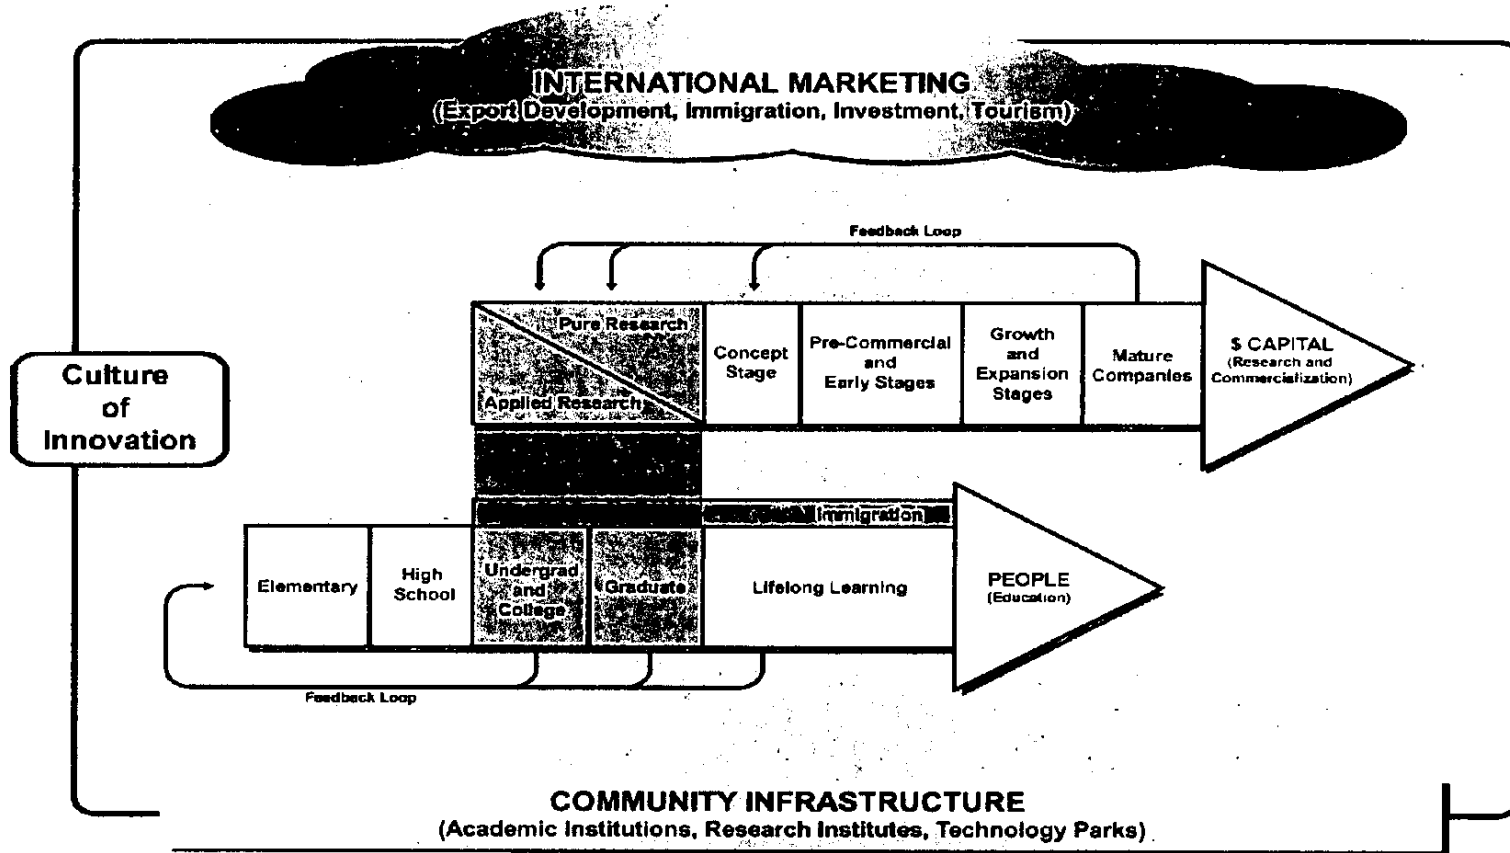 INTERNATIONAL MARKETING
(Export Development, Immigration, Investment, Tourism)
Feedback Loop
Pure Research
Applied Research
Concept
Stage
Pre-Commercial
and
Early Stages
Growth
and
Expansion
Stages
Mature
Companies
$ CAPITAL
(Research and
Commercialization)
Culture
of
Innovation
Immigration
Elementary
High
School
Undergrad
and
College
Graduate
Lifelong Learning
PEOPLE
(Education)
Feedback Loop
COMMUNITY INFRASTRUCTURE
(Academic Institutions, Research Institutes, Technology Parks)